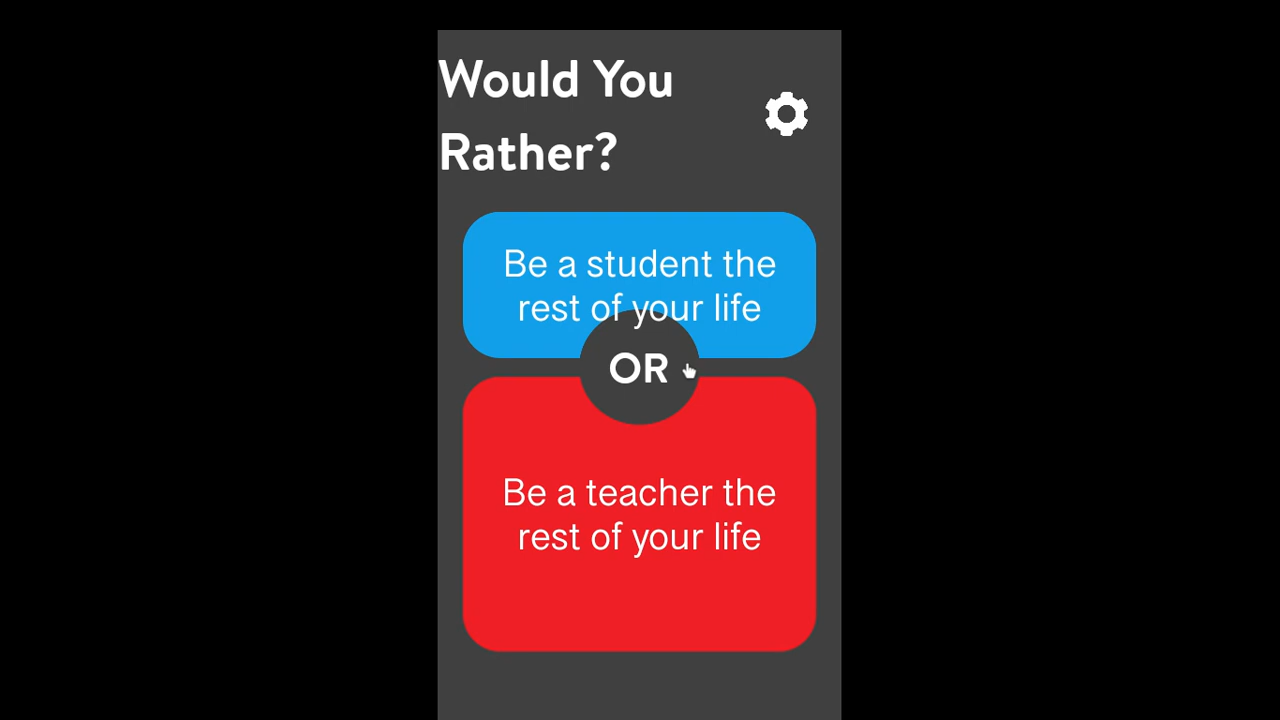 Would You
Rather?
Be a student the
rest of your life
OR
Be a teacher the
rest of your life